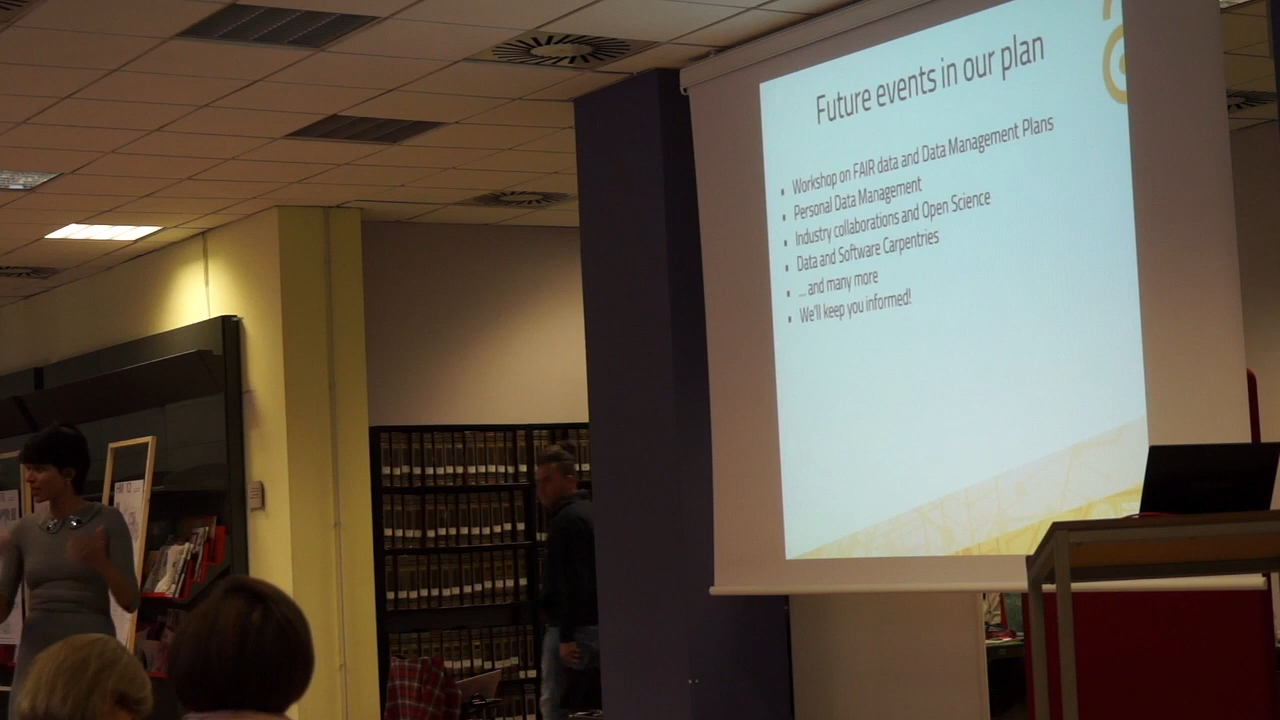 Future events in our plan
Workshop on FAIR data and Data Management Plans
Personal Data Management
Industry collaborations and Open Science
Data and Software Carpentries
... and many more
We'll keep you informed!